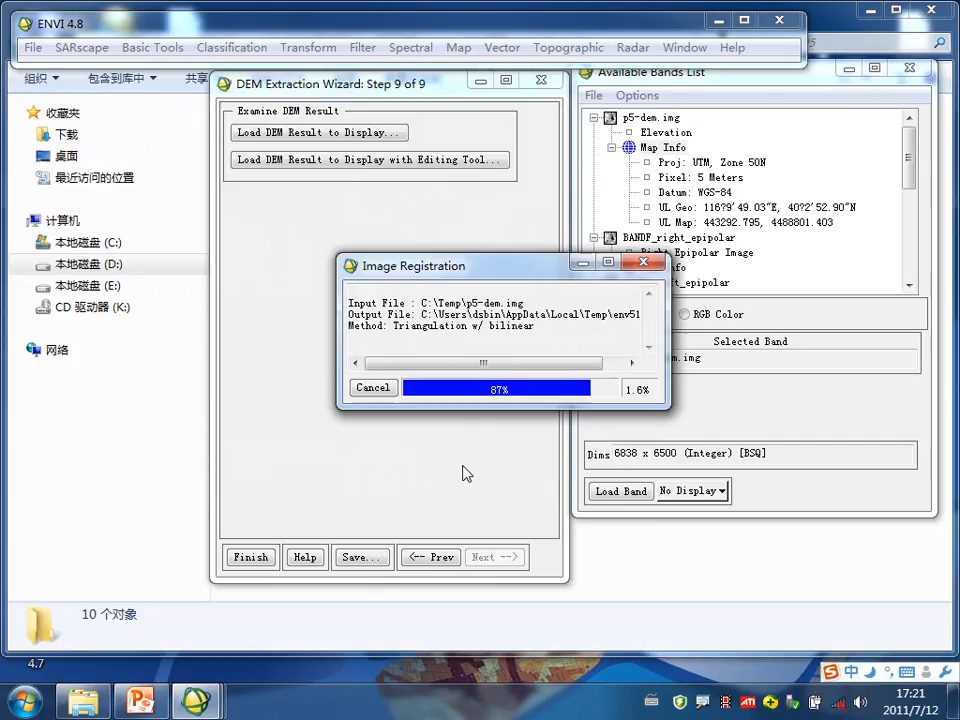 ENVI 4.8
File SARscape Basic Tools Classification Transform Filter Spectral Map Vector Topographic Radar Window Help
组织 包含到库中 共享
收藏夹
下载
桌面
最近访问的位置
计算机
本地磁盘 (C:)
本地磁盘 (D:)
本地磁盘 (E:)
CD 驱动器 (K:)
网络
DEM Extraction Wizard: Step 9 of 9
Examine DEM Result
Load DEM Result to Display...
Load DEM Result to Display with Editing Tool...
Finish Help Save... <-- Prev Next -->
Available Bands List
File Options
p5-dem.img
Elevation
Map Info
Proj: UTM, Zone 50N
Pixel: 5 Meters
Datum: WGS-84
UL Geo: 116?9'49.03"E, 40?2'52.90"N
UL Map: 443292.795, 4488801.403
BANDF_right_epipolar
Right Epipolar Image
nfo
ft_epipolar
RGB Color
Selected Band
em.img
Dims 6838 x 6500 (Integer) [BSQ]
Load Band No Display
Image Registration
Input File : C:\Temp\p5-dem.img
Output File: C:\Users\dsbin\AppData\Local\Temp\env51
Method: Triangulation w/ bilinear
Cancel 87% 1.6%
10 个对象
4.7
中
17:21
2011/7/12